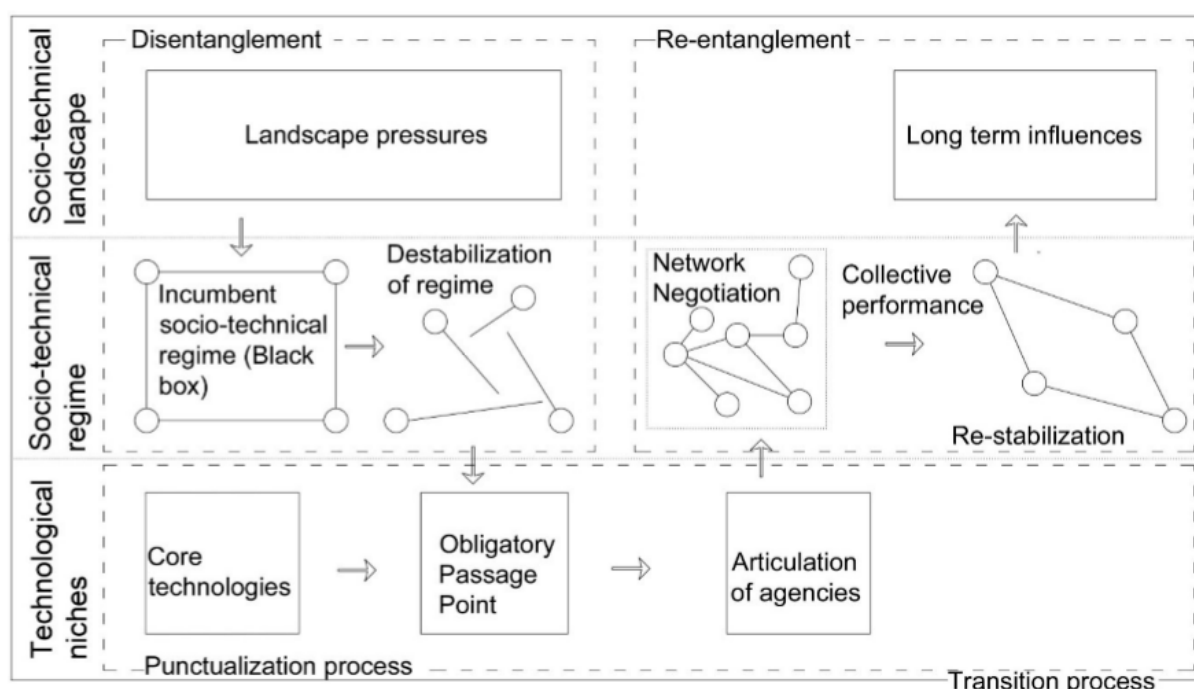 Socio-technical
landscape
Disentanglement
Re-entanglement
Landscape pressures
Long term influences
Socio-technical
regime
Incumbent
socio-technical
regime (Black
box)
Destabilization
of regime
Network
Negotiation
Collective
performance
Re-stabilization
Technological
niches
Core
technologies
Obligatory
Passage
Point
Articulation
of agencies
Punctualization process
Transition process